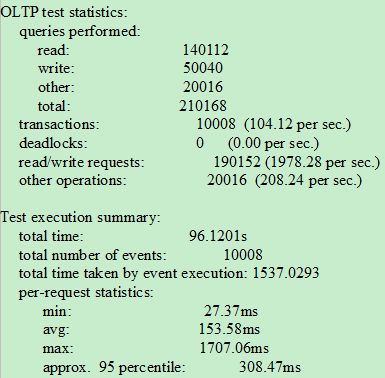 OLTP test statistics:
queries performed:
read: 140112
write: 50040
other: 20016
total: 210168
transactions: 10008 (104.12 per sec.)
deadlocks: 0 (0.00 per sec.)
read/write requests: 190152 (1978.28 per sec.)
other operations: 20016 (208.24 per sec.)
Test execution summary:
total time: 96.1201s
total number of events: 10008
total time taken by event execution: 1537.0293
per-request statistics:
min: 27.37ms
avg: 153.58ms
max: 1707.06ms
approx. 95 percentile: 308.47ms